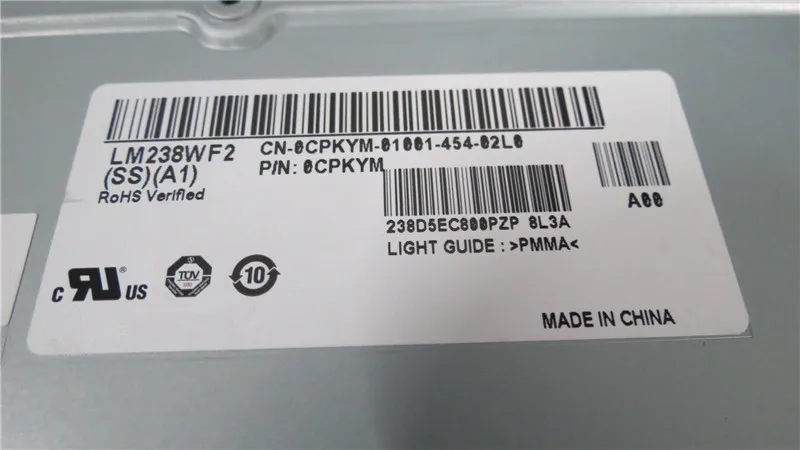 LM238WF2
(SS)(A1)
RoHS Verified
CN-0CPKYM-01001-454-02L0
P/N: 0CPKYM
238D5EC800PZP 8L3A
LIGHT GUIDE : >PMMA<
A00
c RU ® US
TÜV
10
MADE IN CHINA